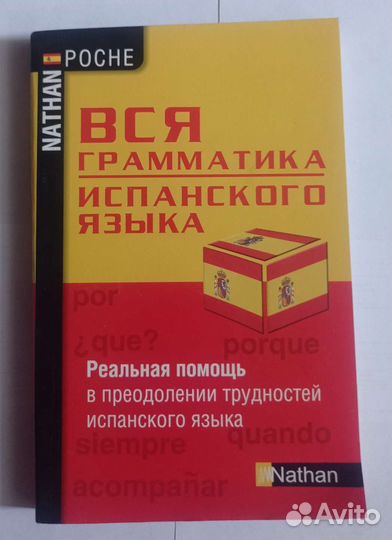 NATHAN
РОСНЕ
ВСЯ
ГРАММАТИКА
ИСПАНСКОГО
ЯЗЫКА
por
¿que?
porque
Реальная помощь
в преодолении трудностей
испанского языка
quando
siempre
acompañar
Nathan
Avito